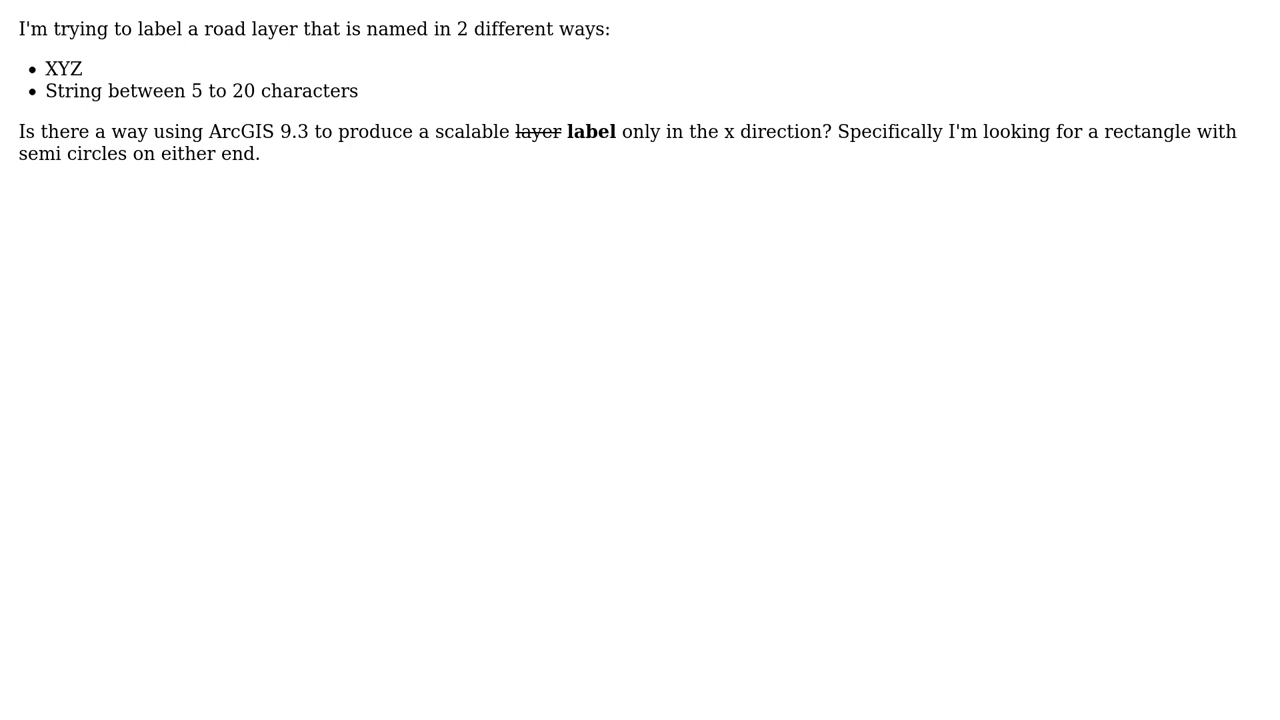 I'm trying to label a road layer that is named in 2 different ways:
• XYZ
• String between 5 to 20 characters
Is there a way using ArcGIS 9.3 to produce a scalable layer label only in the x direction? Specifically I'm looking for a rectangle with
semi circles on either end.